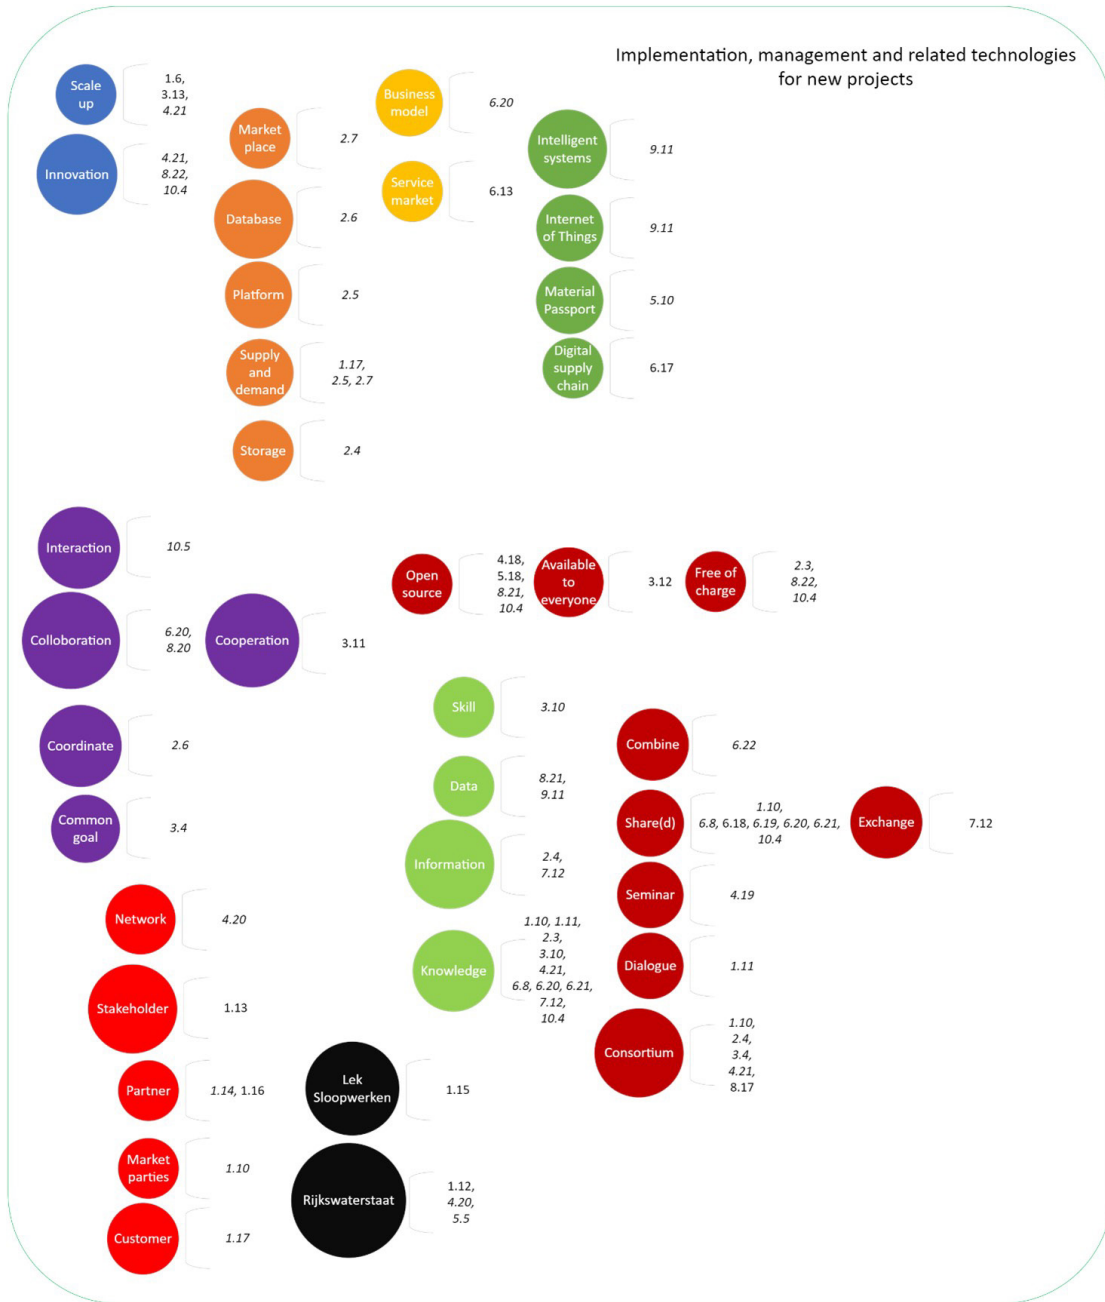 Implementation, management and related technologies
for new projects
Scale
up
1.6,
3.13,
4.21
Innovation
4.21,
8.22,
10.4
Market
place
2.7
Database
2.6
Platform
2.5
Supply
and
demand
1.17,
2.5, 2.7
Storage
2.4
Business
model
6.20
Service
market
6.13
Intelligent
systems
9.11
Internet
of Things
9.11
Material
Passport
5.10
Digital
supply
chain
6.17
Interaction
10.5
Colloboration
6.20,
8.20
Cooperation
3.11
Coordinate
2.6
Common
goal
3.4
Open
source
4.18,
5.18,
8.21,
10.4
Available
to
everyone
3.12
Free of
charge
2.3,
8.22,
10.4
Skill
3.10
Data
8.21,
9.11
Information
2.4,
7.12
Knowledge
1.10, 1.11,
2.3,
3.10,
4.21,
6.8, 6.20, 6.21,
7.12,
10.4
Combine
6.22
Share(d)
1.10,
6.8, 6.18, 6.19, 6.20, 6.21,
10.4
Exchange
7.12
Seminar
4.19
Dialogue
1.11
Consortium
1.10,
2.4,
3.4,
4.21,
8.17
Network
4.20
Stakeholder
1.13
Partner
1.14, 1.16
Market
parties
1.10
Customer
1.17
Lek
Sloopwerken
1.15
Rijkswaterstaat
1.12,
4.20,
5.5